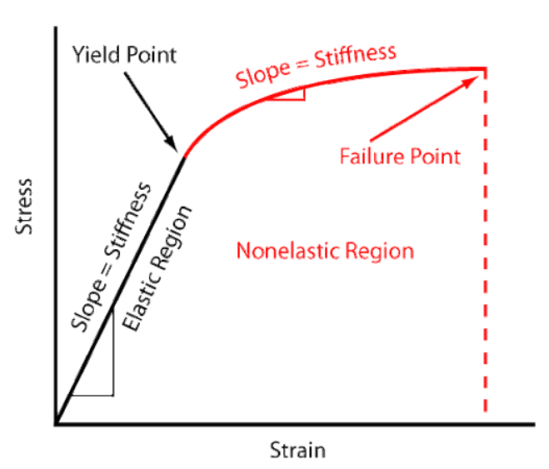 Yield Point
Slope = Stiffness
Failure Point
Stress
Slope = Stiffness
Elastic Region
Nonelastic Region
Strain